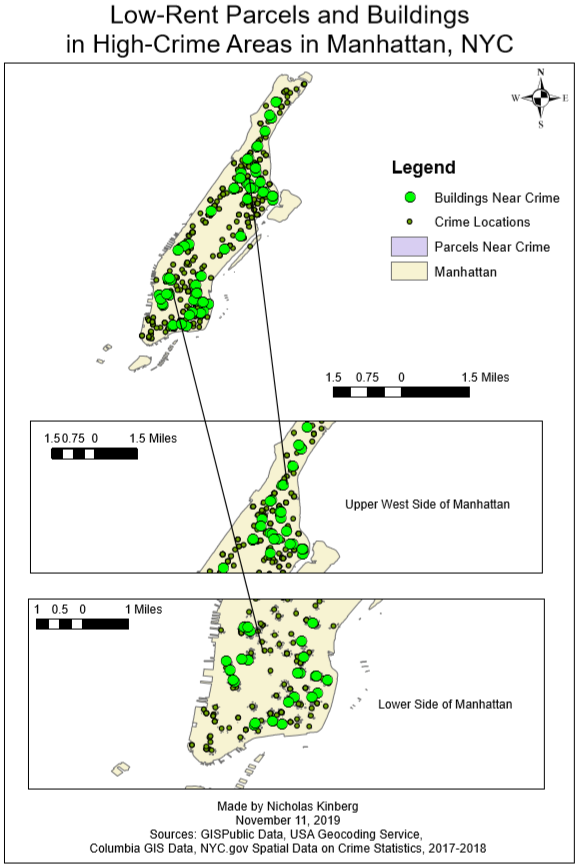 Low-Rent Parcels and Buildings
in High-Crime Areas in Manhattan, NYC
N
W E
S
Legend
Buildings Near Crime
Crime Locations
Parcels Near Crime
Manhattan
1.5 0.75 0 1.5 Miles
1.5 0.75 0 1.5 Miles
Upper West Side of Manhattan
1 0.5 0 1 Miles
Lower Side of Manhattan
Made by Nicholas Kinberg
November 11, 2019
Sources: GISPublic Data, USA Geocoding Service,
Columbia GIS Data, NYC.gov Spatial Data on Crime Statistics, 2017-2018